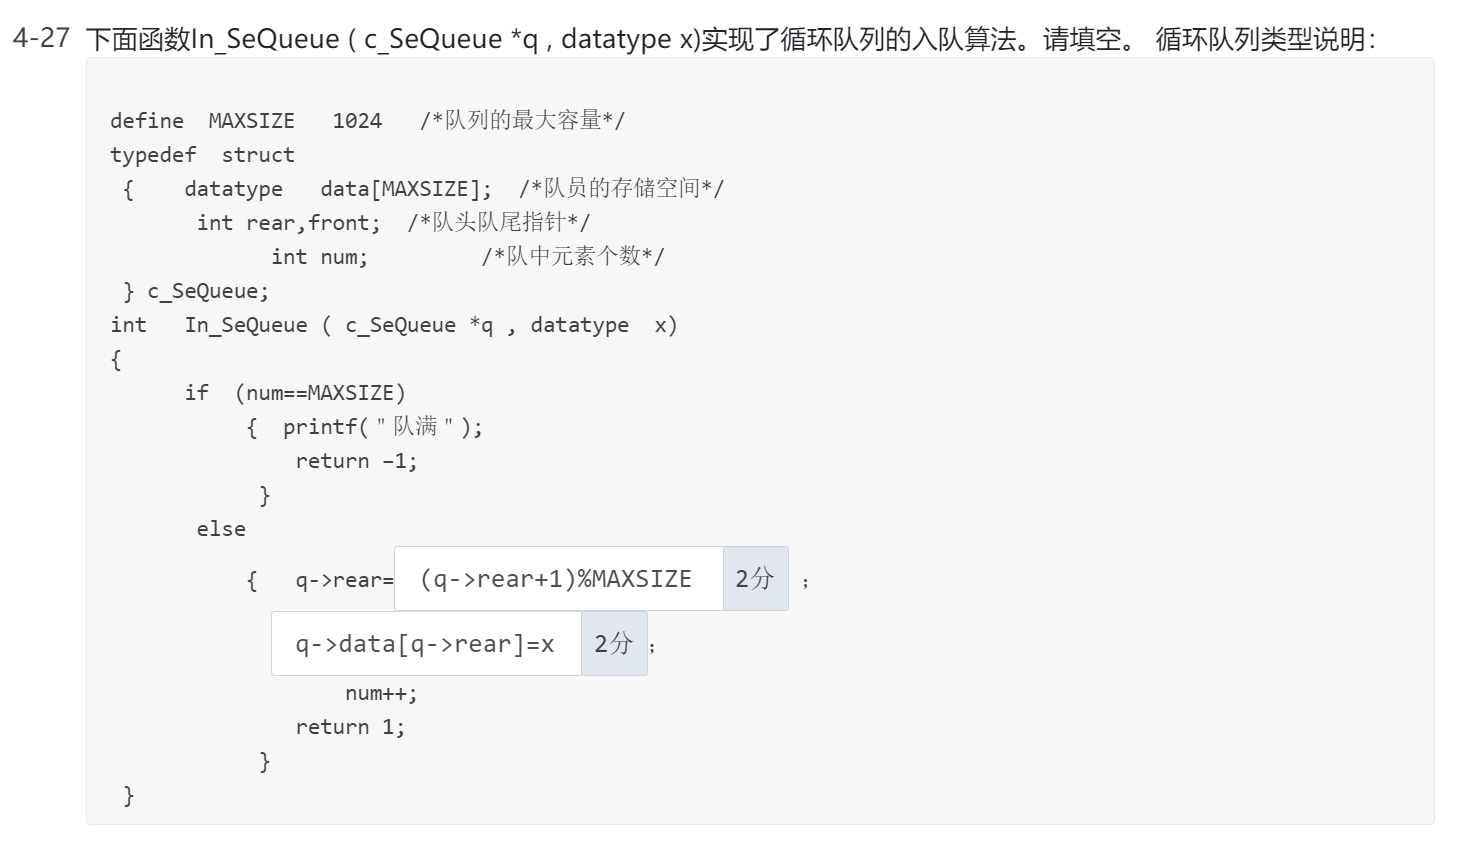 4-27 下面函数In_SeQueue ( c_SeQueue *q , datatype x)实现了循环队列的入队算法。请填空。 循环队列类型说明：
define  MAXSIZE   1024   /*队列的最大容量*/
typedef  struct
{    datatype   data[MAXSIZE];  /*队员的存储空间*/
int rear,front;  /*队头队尾指针*/
int num;         /*队中元素个数*/
} c_SeQueue;
int   In_SeQueue ( c_SeQueue *q , datatype  x)
{
if  (num==MAXSIZE)
{  printf("队满");
return –1;
}
else
{   q->rear= (q->rear+1)%MAXSIZE 2分 ;
q->data[q->rear]=x 2分 ;
num++;
return 1;
}
}